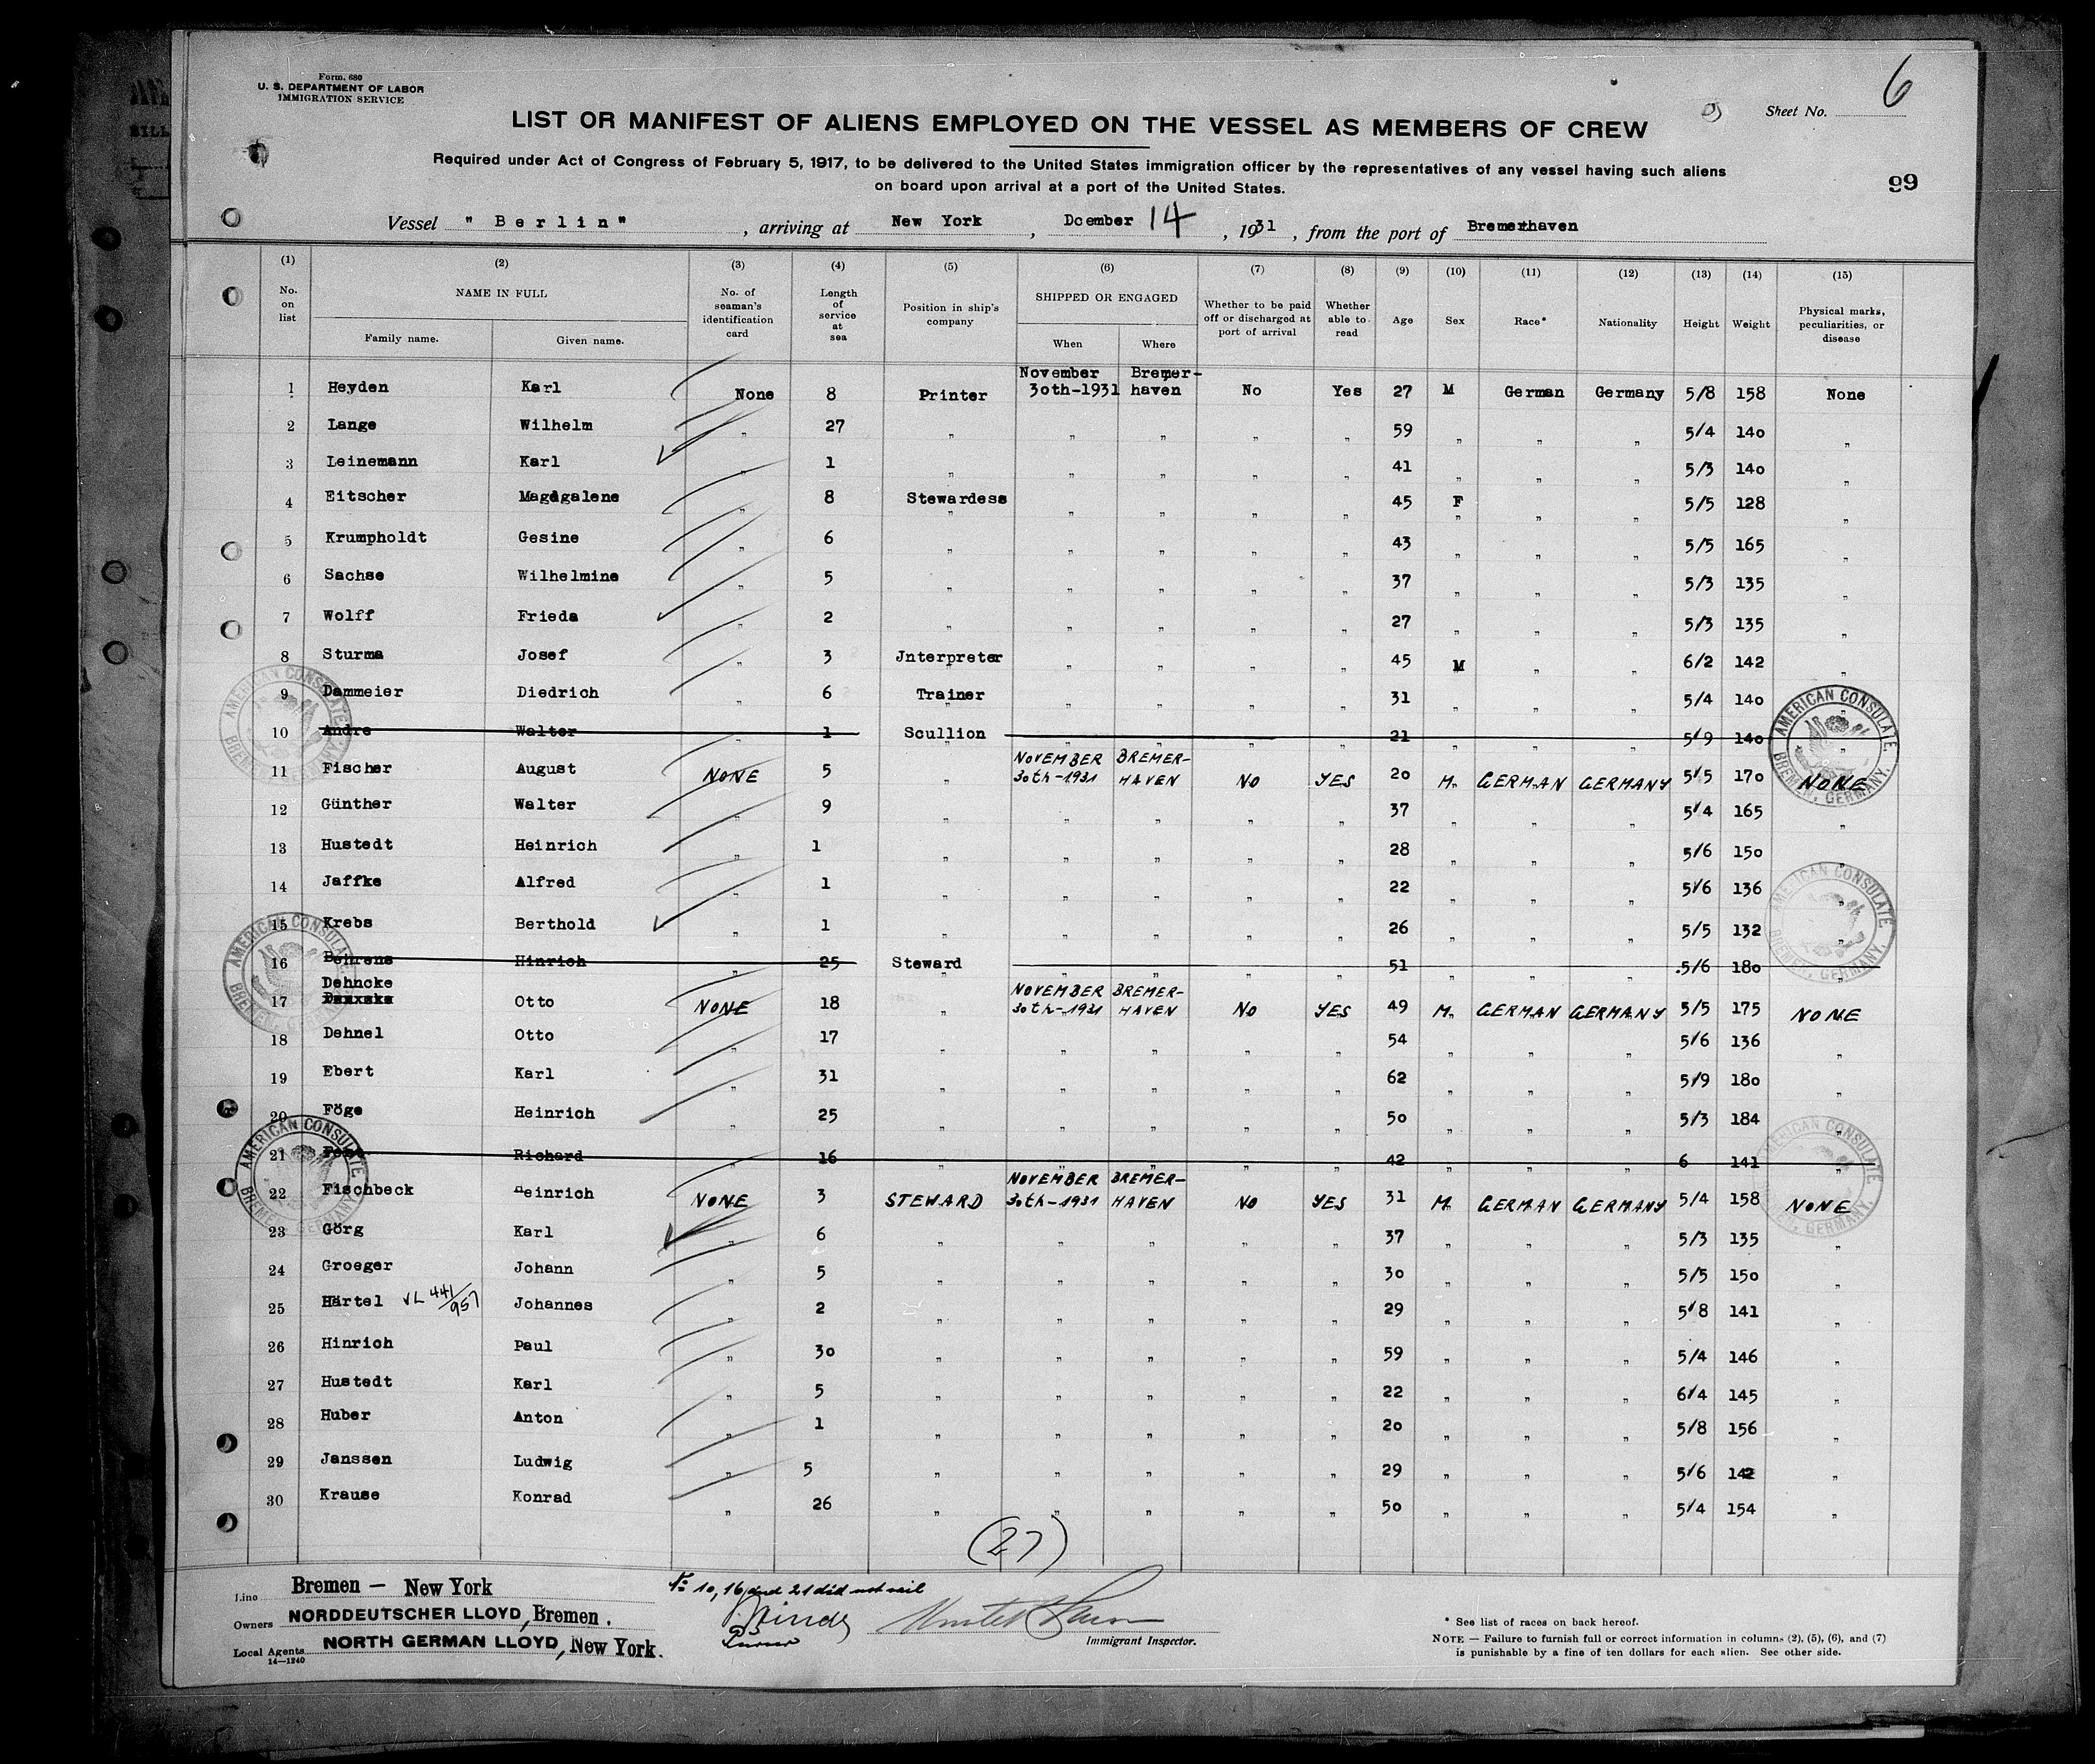 Form. 680
U. S. DEPARTMENT OF LABOR
IMMIGRATION SERVICE
Sheet No. 6
LIST OR MANIFEST OF ALIENS EMPLOYED ON THE VESSEL AS MEMBERS OF CREW
Required under Act of Congress of February 5, 1917, to be delivered to the United States immigration officer by the representatives of any vessel having such aliens
on board upon arrival at a port of the United States.
99
Vessel "Berlin", arriving at New York, Dcember 14, 1931, from the port of Bremerhaven
(1) (2) (3) (4) (5) (6) (7) (8) (9) (10) (11) (12) (13) (14) (15)
No. on list NAME IN FULL Family name. Given name. No. of seaman's identification card Length of service at sea Position in ship's company SHIPPED OR ENGAGED When Where Whether to be paid off or discharged at port of arrival Whether able to read Age Sex Race* Nationality Height Weight Physical marks, peculiarities, or disease
1 Heyden Karl None 8 Printer November 30th-1931 Bremer-haven No Yes 27 M German Germany 5/8 158 None
2 Lange Wilhelm " 27 " " " " " 59 " " " 5/4 140 "
3 Leinemann Karl " 1 " " " " " 41 " " " 5/3 140 "
4 Eitscher Magdgalene " 8 Stewardess " " " " 45 F " " 5/5 128 "
5 Krumpholdt Gesine " 6 " " " " " 43 " " " 5/5 165 "
6 Sachse Wilhelmine " 5 " " " " " 37 " " " 5/3 135 "
7 Wolff Frieda " 2 " " " " " 27 " " " 5/3 135 "
8 Sturma Josef " 3 Jnterpreter " " " " 45 M " " 6/2 142 "
9 Dammeier Diedrich " 6 Trainer " " " " 31 " " " 5/4 140 "
10 Andre Walter " 1 Scullion " " " " 21 " " " 5/9 140 "
11 Fischer August NONE 5 " NOVEMBER 30th-1931 BREMER-HAVEN NO YES 20 M. GERMAN GERMANY 5/5 170 NONE
12 Günther Walter " 9 " " " " " 37 " " " 5/4 165 "
13 Hustedt Heinrich " 1 " " " " " 28 " " " 5/6 150 "
14 Jaffke Alfred " 1 " " " " " 22 " " " 5/6 136 "
15 Krebs Berthold " 1 " " " " " 26 " " " 5/5 132 "
16 Behrens Hinrich " 25 Steward " " " " 51 " " " 5/6 180 "
Dehncke
17 Otto NONE 18 " NOVEMBER 30th-1931 BREMER-HAVEN NO YES 49 M. GERMAN GERMANY 5/5 175 NONE
18 Dehnel Otto " 17 " " " " " 54 " " " 5/6 136 "
19 Ebert Karl " 31 " " " " " 62 " " " 5/9 180 "
20 Föge Heinrich " 25 " " " " " 50 " " " 5/3 184 "
21 Richard " 16 " " " " " 42 " " " 6 141 "
22 Fischbeck Heinrich NONE 3 STEWARD NOVEMBER 30th-1931 BREMER-HAVEN NO YES 31 M. GERMAN GERMANY 5/4 158 NONE
23 Görg Karl " 6 " " " " " 37 " " " 5/3 135 "
24 Groeger Johann " 5 " " " " " 30 " " " 5/5 150 "
25 Härtel VL 441/957 Johannes " 2 " " " " " 29 " " " 5/8 141 "
26 Hinrich Paul " 30 " " " " " 59 " " " 5/4 146 "
27 Hustedt Karl " 5 " " " " " 22 " " " 6/4 145 "
28 Huber Anton " 1 " " " " " 20 " " " 5/8 156 "
29 Janssen Ludwig " 5 " " " " " 29 " " " 5/6 142 "
30 Krause Konrad " 26 " " " " " 50 " " " 5/4 154 "
AMERICAN CONSULATE, BREMEN, GERMANY.
AMERICAN CONSULATE, BREMEN, GERMANY.
AMERICAN CONSULATE, BREMEN, GERMANY.
AMERICAN CONSULATE, BREMEN, GERMANY.
AMERICAN CONSULATE, BREMEN, GERMANY.
AMERICAN CONSULATE, BREMEN, GERMANY.
(27)
Line Bremen - New York
Owners NORDDEUTSCHER LLOYD, Bremen.
Local Agents NORTH GERMAN LLOYD, New York.
14-1240
No 10, 16, and 21 did not sail
Immigrant Inspector.
* See list of races on back hereof.
NOTE — Failure to furnish full or correct information in columns (2), (5), (6), and (7)
is punishable by a fine of ten dollars for each alien. See other side.